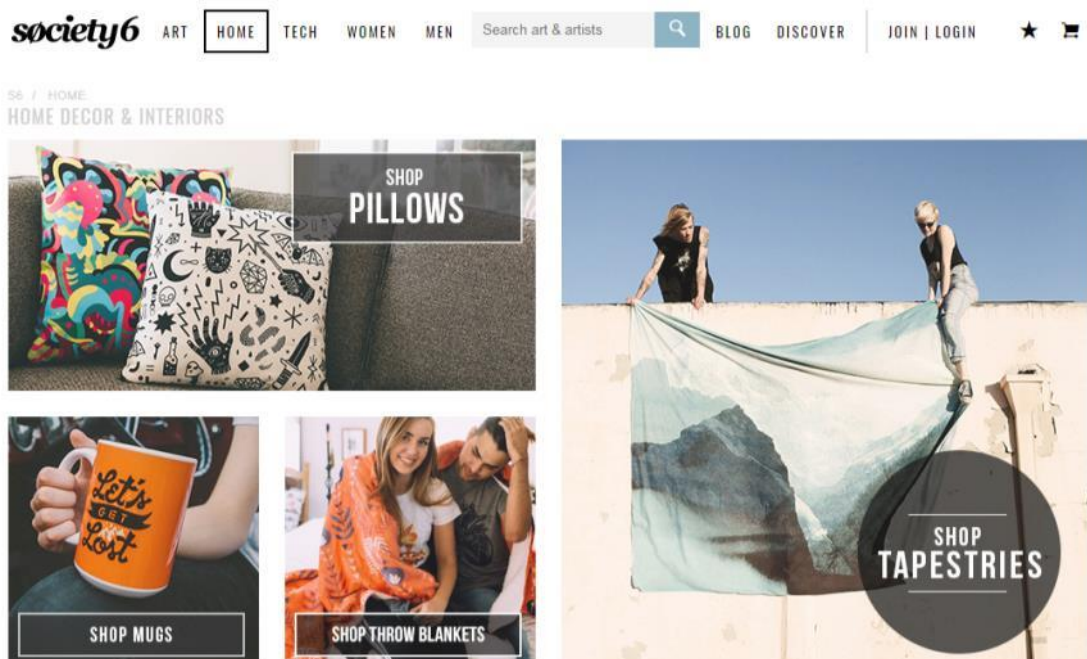 søciety6 ART HOME TECH WOMEN MEN Search art & artists BLOG DISCOVER JOIN | LOGIN
S6 / HOME
HOME DECOR & INTERIORS
SHOP
PILLOWS
Let's
GET
Lost
SHOP MUGS
SHOP THROW BLANKETS
SHOP
TAPESTRIES